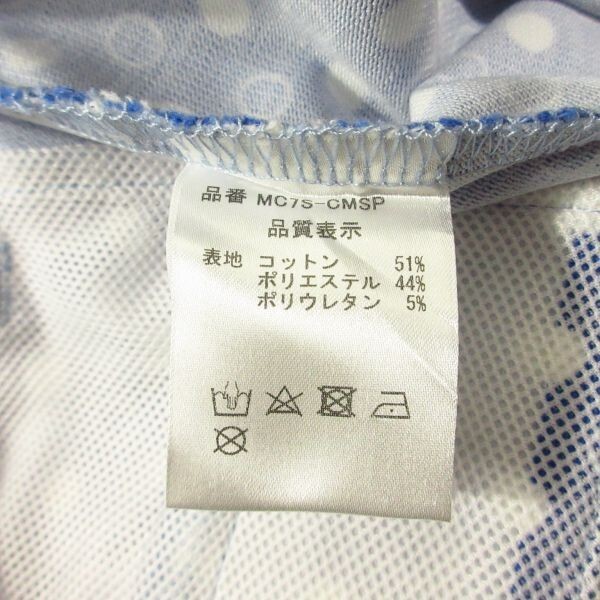 品番 MC7S-CMSP
品質表示
表地 コットン 51%
ポリエステル 44%
ポリウレタン 5%